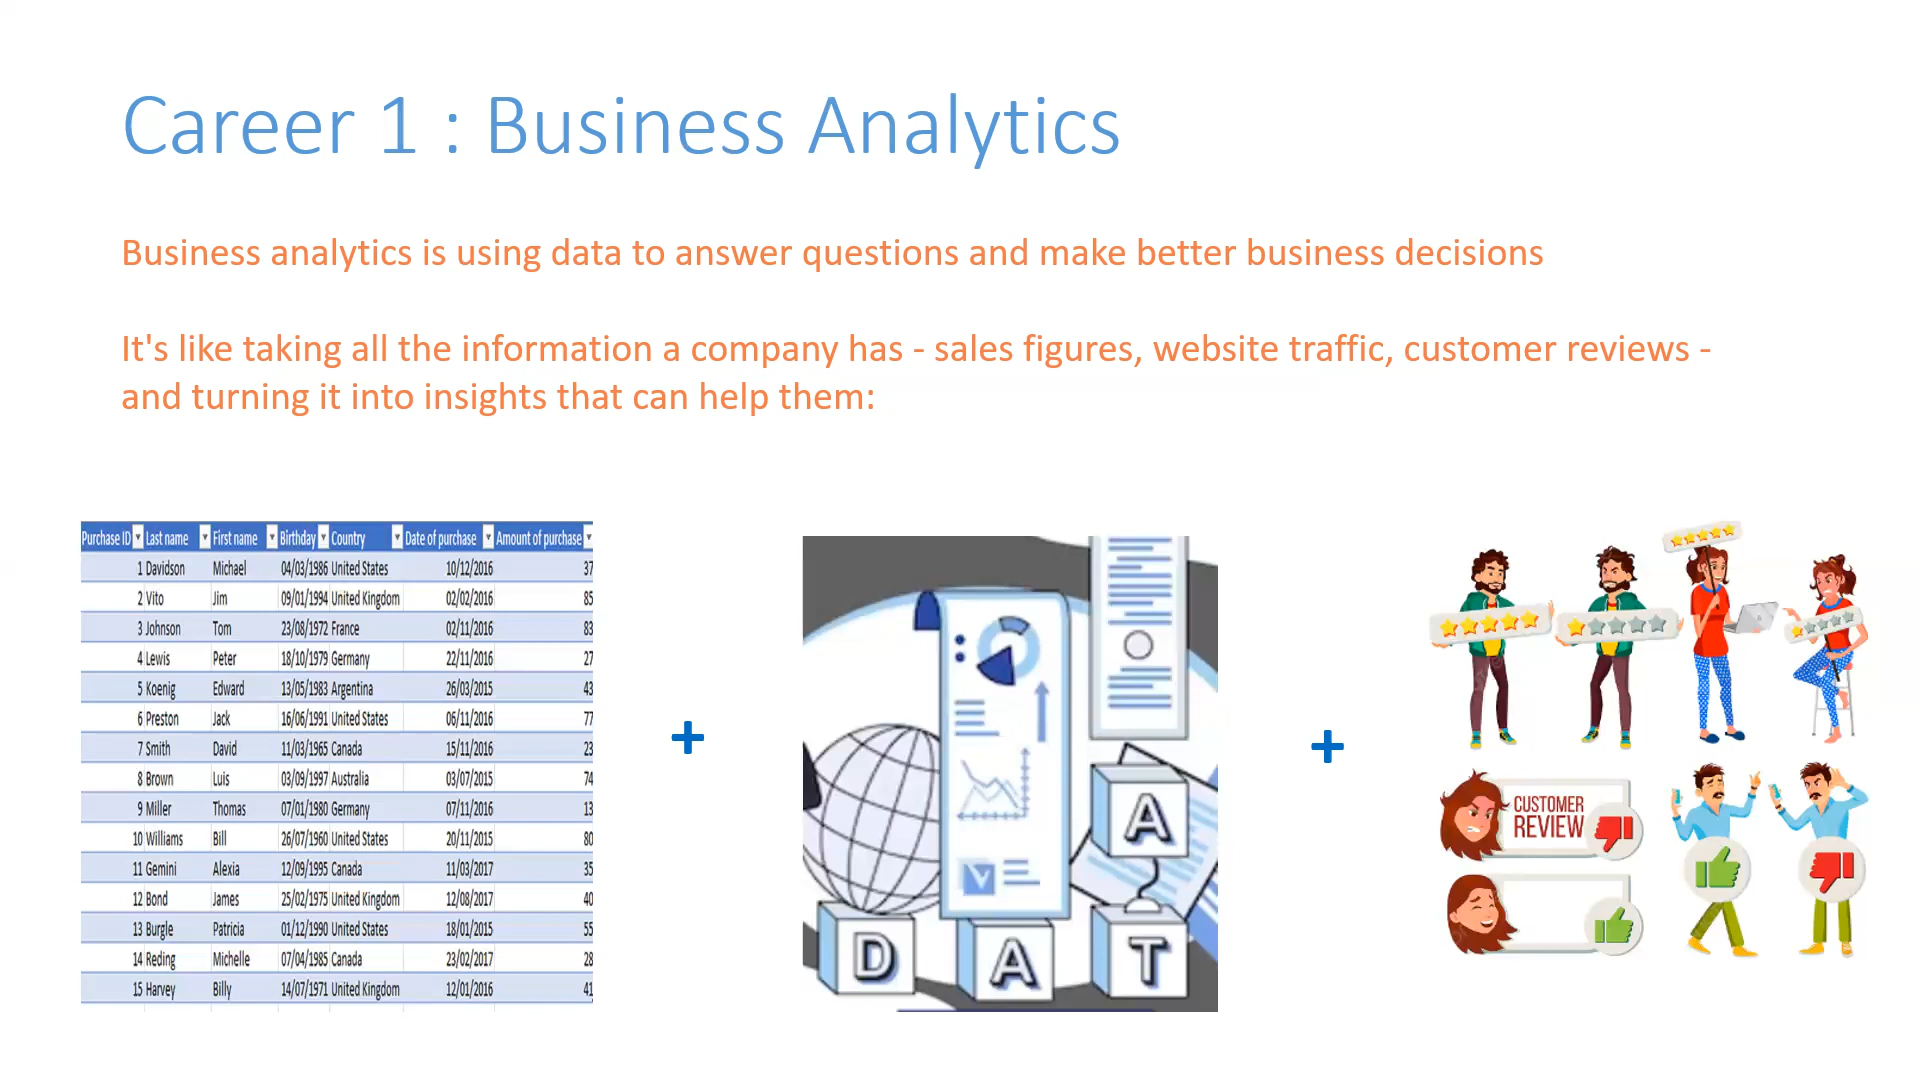 Career 1 : Business Analytics
Business analytics is using data to answer questions and make better business decisions
It's like taking all the information a company has - sales figures, website traffic, customer reviews -
and turning it into insights that can help them:
Purchase ID Last name First name Birthday Country Date of purchase Amount of purchase
1 Davidson Michael 04/03/1986 United States 10/12/2016 37
2 Vito Jim 09/01/1994 United Kingdom 02/02/2016 85
3 Johnson Tom 23/08/1972 France 02/11/2016 83
4 Lewis Peter 18/10/1979 Germany 22/11/2016 27
5 Koenig Edward 13/05/1983 Argentina 26/03/2015 43
6 Preston Jack 16/06/1991 United States 06/11/2016 77
7 Smith David 11/03/1965 Canada 15/11/2016 23
8 Brown Luis 03/09/1997 Australia 03/07/2015 74
9 Miller Thomas 07/01/1980 Germany 07/11/2016 13
10 Williams Bill 26/07/1960 United States 20/11/2015 80
11 Gemini Alexia 12/09/1995 Canada 11/03/2017 35
12 Bond James 25/02/1975 United Kingdom 12/08/2017 40
13 Burgle Patricia 01/12/1990 United States 18/01/2015 55
14 Reding Michelle 07/04/1985 Canada 23/02/2017 28
15 Harvey Billy 14/07/1971 United Kingdom 12/01/2016 41
+
A
D A T
+
CUSTOMER
REVIEW